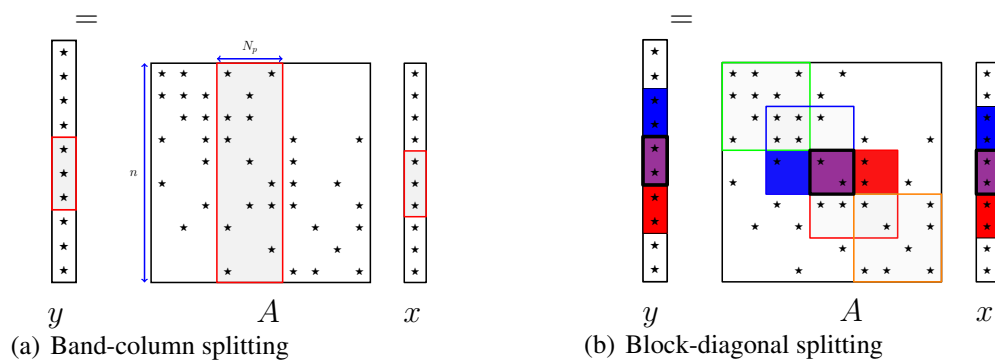 = =
N_p
n
y A x y A x
(a) Band-column splitting (b) Block-diagonal splitting